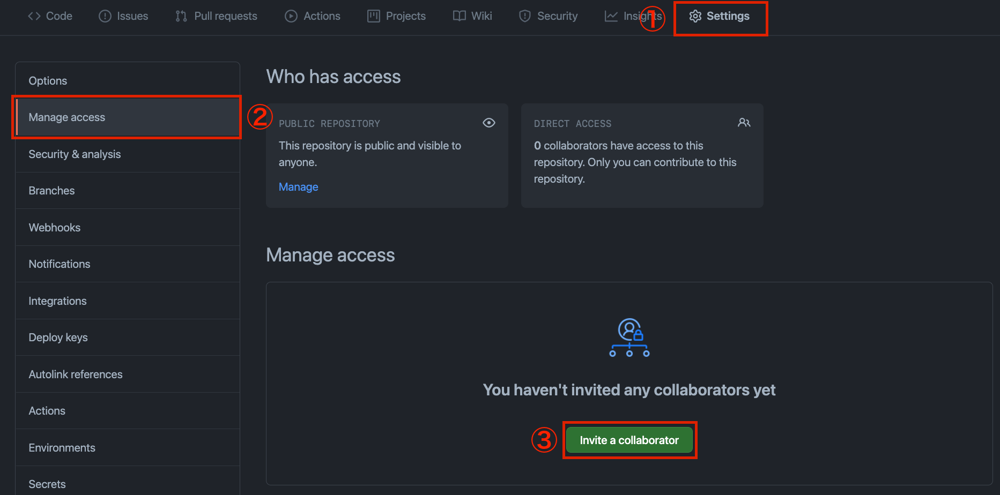 Code Issues Pull requests Actions Projects Wiki Security Insights ① Settings
Options
Manage access ②
Security & analysis
Branches
Webhooks
Notifications
Integrations
Deploy keys
Autolink references
Actions
Environments
Secrets
Who has access
PUBLIC REPOSITORY
This repository is public and visible to
anyone.
Manage
DIRECT ACCESS
0 collaborators have access to this
repository. Only you can contribute to this
repository.
Manage access
You haven't invited any collaborators yet
③ Invite a collaborator